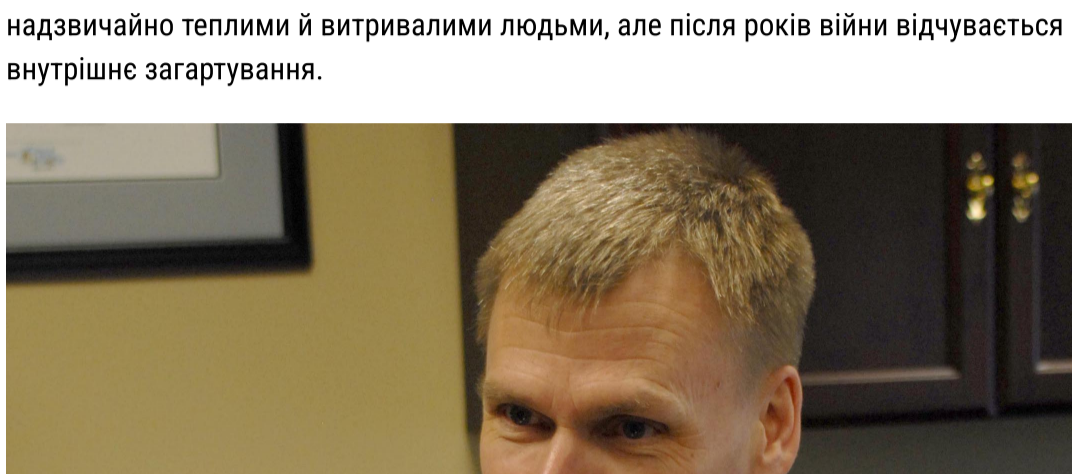 надзвичайно теплими й витривалими людьми, але після років війни відчувається
внутрішнє загартування.